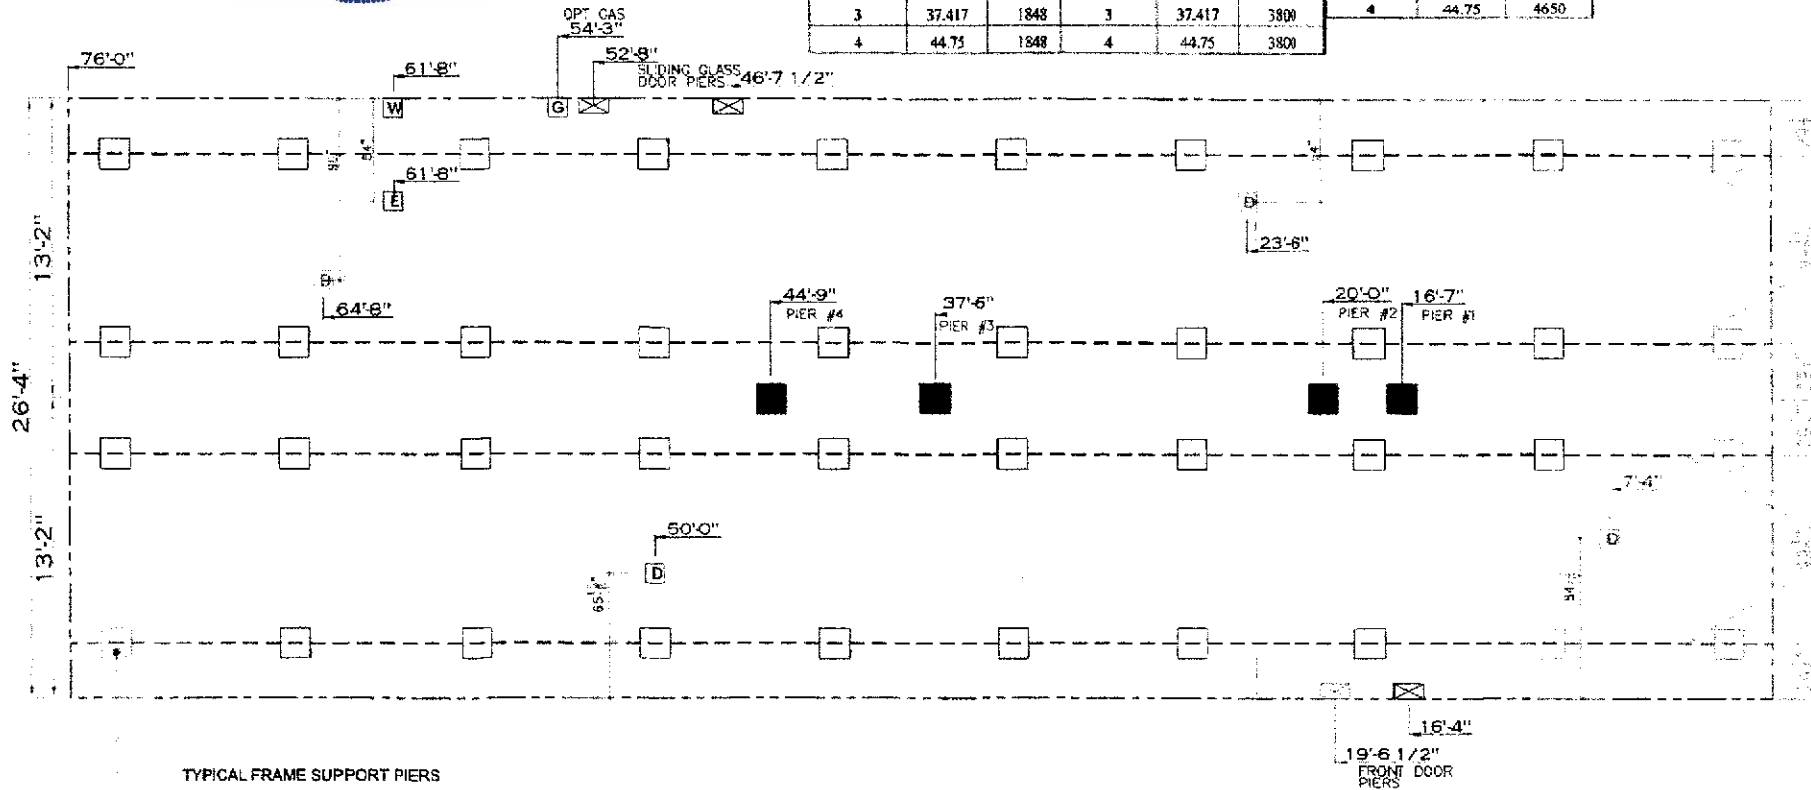 3 37.417 1848 3 37.417 3800
4 44.75 1848 4 44.75 3800
4 44.75 4650
OPT GAS
54'-3"
76'-0"
61'-8"
52'-8"
SLIDING GLASS
DOOR PIERS
46'-7 1/2"
W
G
54"
61'-8"
E
D
23'-6"
13'-2"
D
64'-8"
44'-9"
PIER #4
37'-6"
PIER #3
20'-0"
PIER #2
16'-7"
PIER #1
26'-4"
7'-4"
50'-0"
D
D
13'-2"
16'-4"
19'-6 1/2"
FRONT DOOR
PIERS
TYPICAL FRAME SUPPORT PIERS